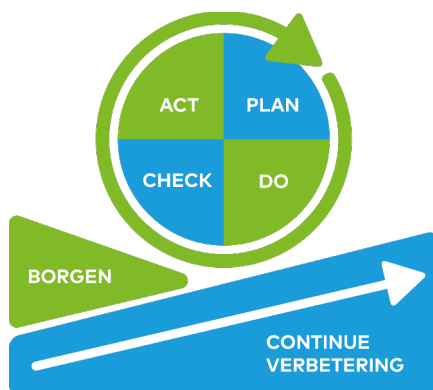 ACT
PLAN
CHECK
DO
BORGEN
CONTINUE
VERBETERING